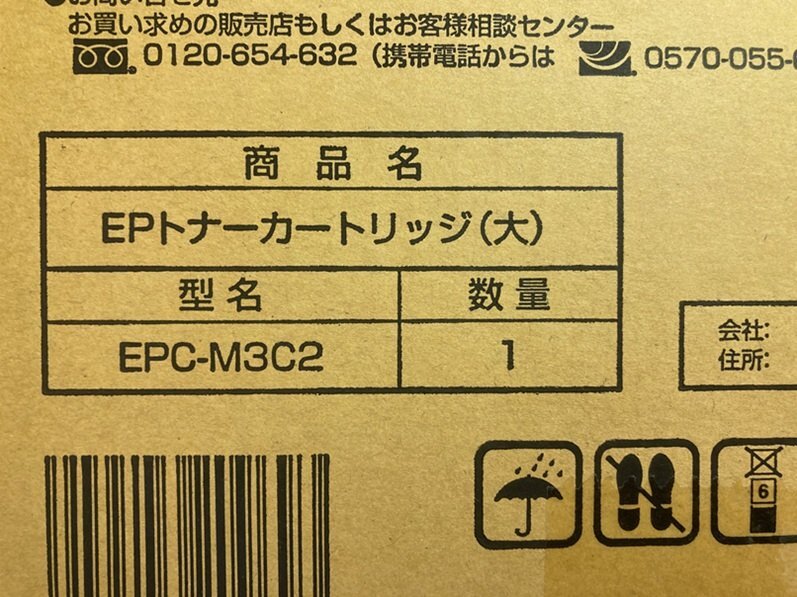 お買い求めの販売店もしくはお客様相談センター
0120-654-632（携帯電話からは 0570-055-
商品名
EPトナーカートリッジ（大）
型名 数量
EPC-M3C2 1
会社:
住所:
6